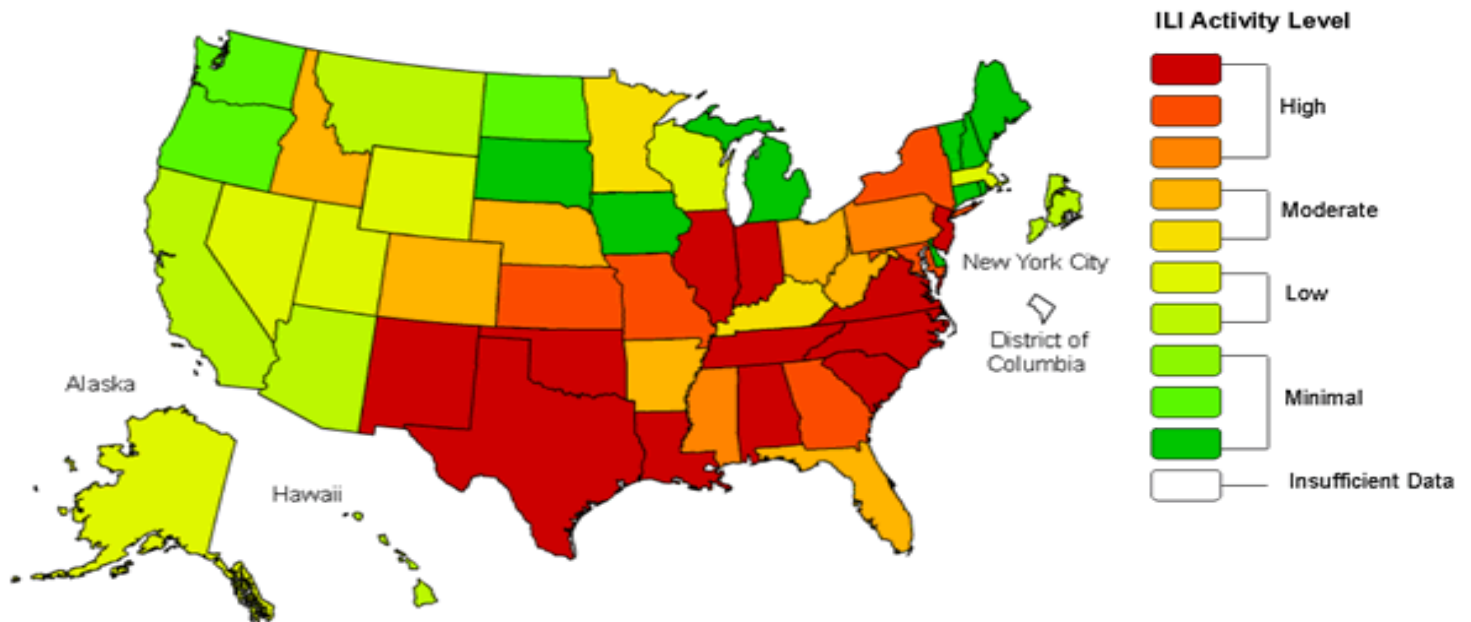 ILI Activity Level
High
Moderate
Low
Minimal
Insufficient Data
New York City
District of
Columbia
Alaska
Hawaii